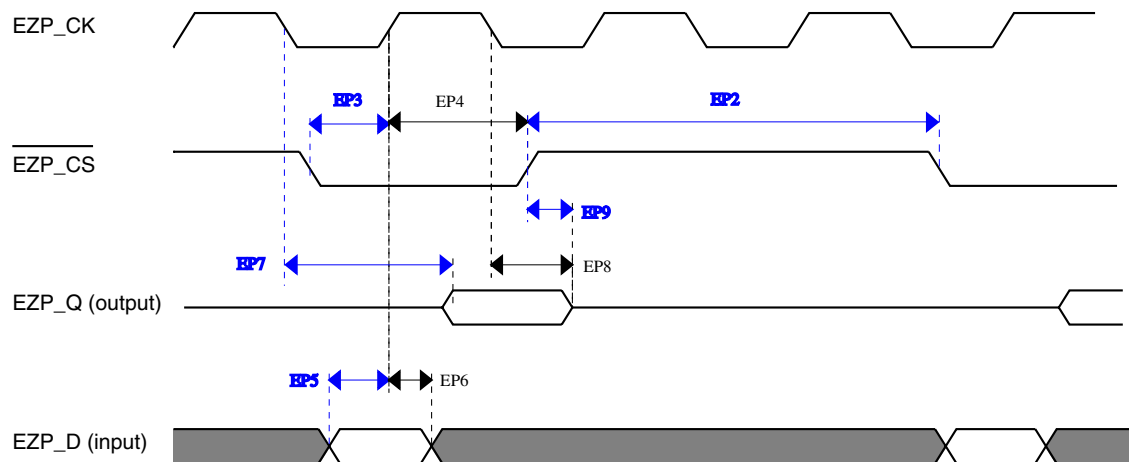 EZP_CK
EP3
EP4
EP2
EZP_CS
EP9
EP7
EP8
EZP_Q (output)
EP5
EP6
EZP_D (input)